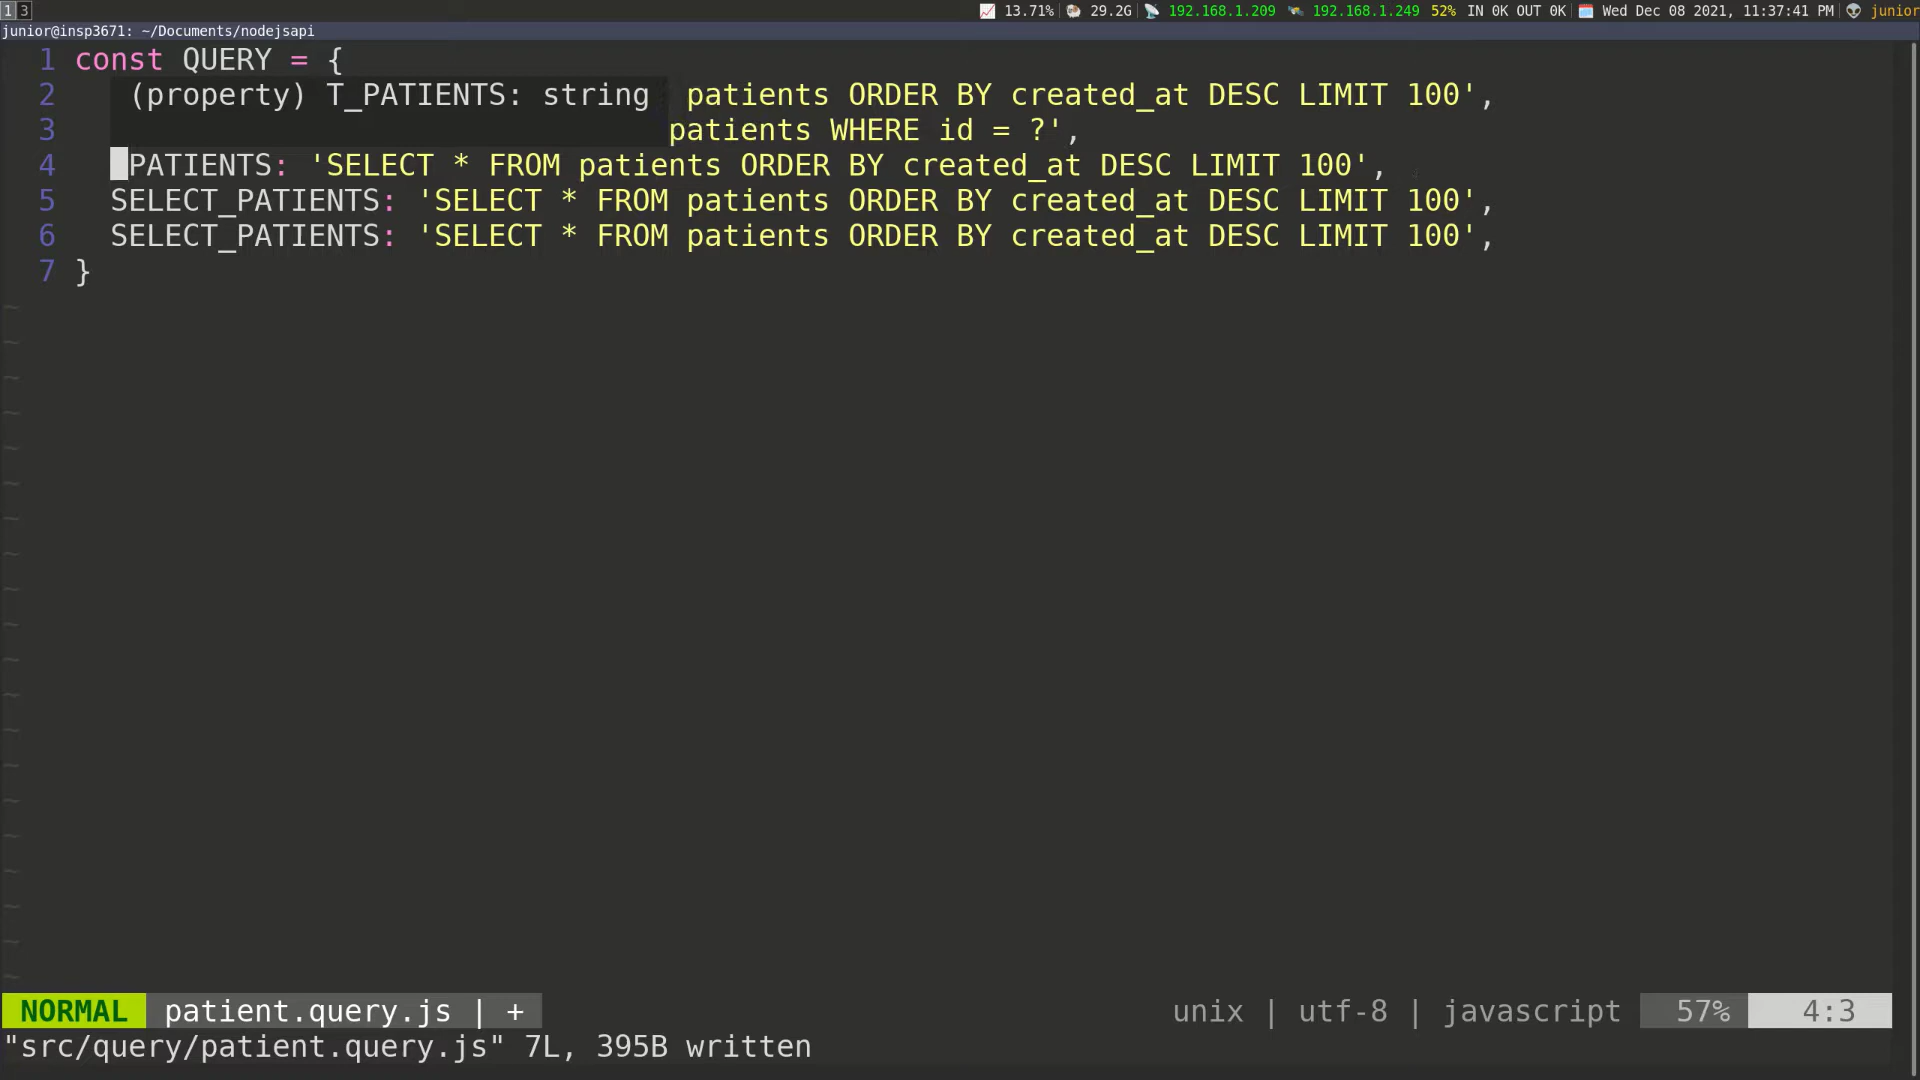 1 3 13.71% 29.2G 192.168.1.209 192.168.1.249 52% IN 0K OUT 0K Wed Dec 08 2021, 11:37:41 PM junior
junior@insp3671: ~/Documents/nodejsapi
1 const QUERY = {
2 (property) T_PATIENTS: string patients ORDER BY created_at DESC LIMIT 100',
3 patients WHERE id = ?',
4 PATIENTS: 'SELECT * FROM patients ORDER BY created_at DESC LIMIT 100',
5 SELECT_PATIENTS: 'SELECT * FROM patients ORDER BY created_at DESC LIMIT 100',
6 SELECT_PATIENTS: 'SELECT * FROM patients ORDER BY created_at DESC LIMIT 100',
7 }
NORMAL patient.query.js | + unix | utf-8 | javascript 57% 4:3
"src/query/patient.query.js" 7L, 395B written